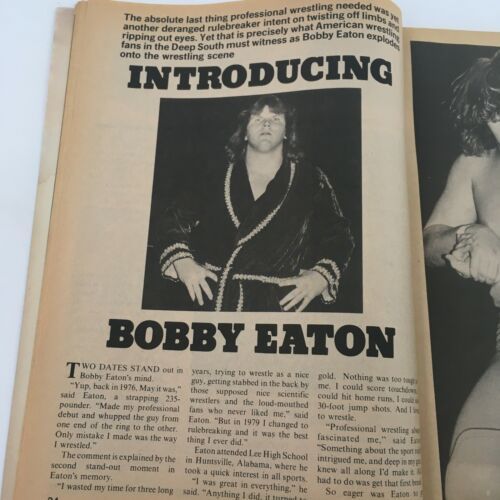 The absolute last thing professional wrestling needed was yet
another deranged rulebreaker intent on twisting off limbs and
ripping out eyes. Yet that is precisely what American wrestling
fans in the Deep South must witness as Bobby Eaton explodes
onto the wrestling scene
INTRODUCING
BOBBY EATON
TWO DATES STAND out in
Bobby Eaton's mind.
"Yup, back in 1976, May it was,"
said Eaton, a strapping 235-
pounder. "Made my professional
debut and whupped the guy from
one end of the ring to the other.
Only mistake I made was the way
I wrestled."
The comment is explained by the
second stand-out moment in
Eaton's memory.
"I wasted my time for three long
years, trying to wrestle as a nice
guy, getting stabbed in the back by
those supposed nice scientific
wrestlers and the loud-mouthed
fans who never liked me," said
Eaton. "But in 1979 I changed to
rulebreaking and it was the best
thing I ever did."
Eaton attended Lee High School
in Huntsville, Alabama, where he
took a quick interest in all sports.
"I was great in everything," he
said. "Anything I did, it turned to
gold. Nothing was too tough
me. I could score touchdown
could hit home runs, I could si
30-foot jump shots. And I
to wrestle."
"Professional wrestling
fascinated me," said Eat
"Something about the sport
intrigued me, and deep in my
knew all along I'd make it. All
had to do was get that first break
So eager was Eaton to